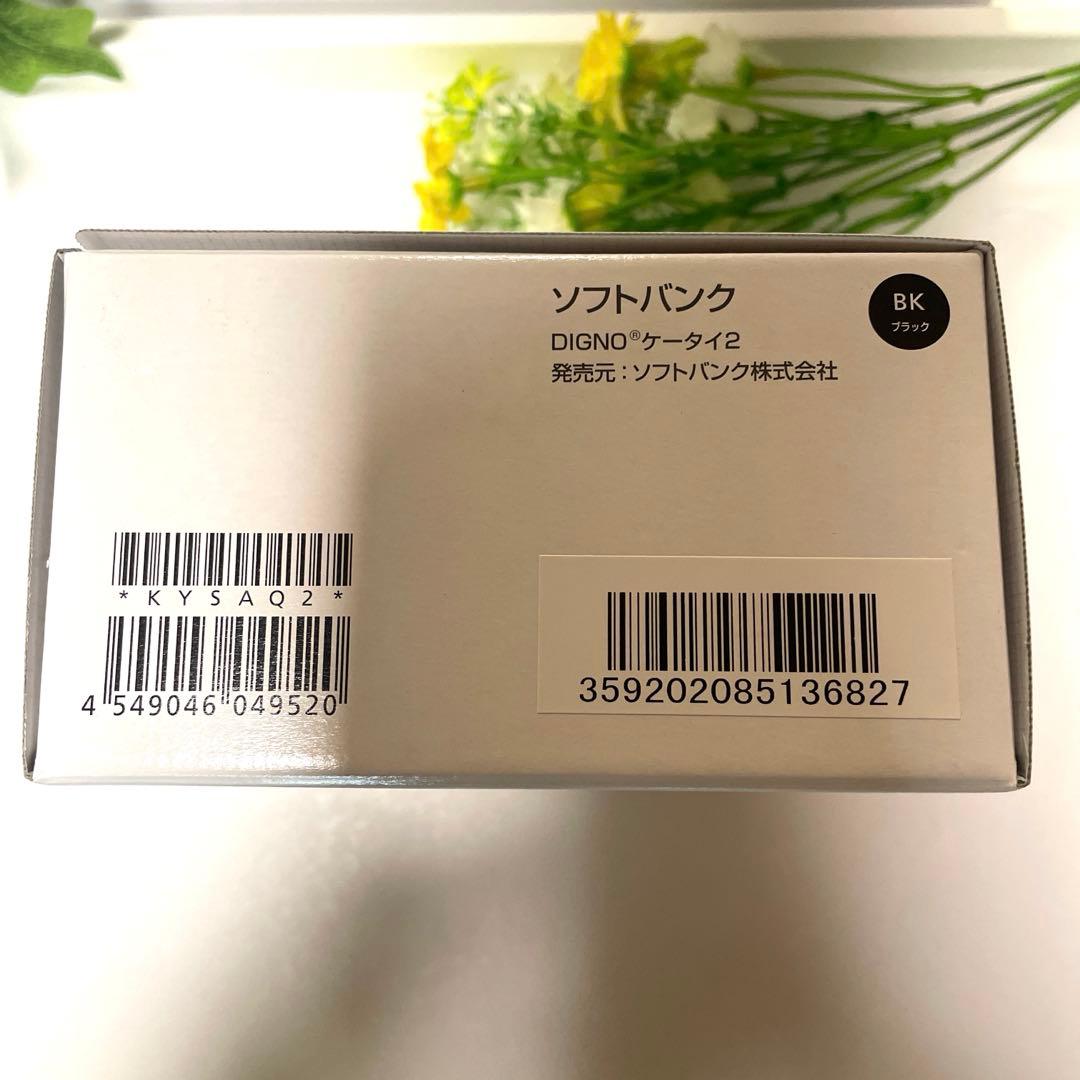 ソフトバンク
DIGNO®ケータイ2
発売元：ソフトバンク株式会社
BK
ブラック
*KYSAQ2*
4 549046 049520
359202085136827